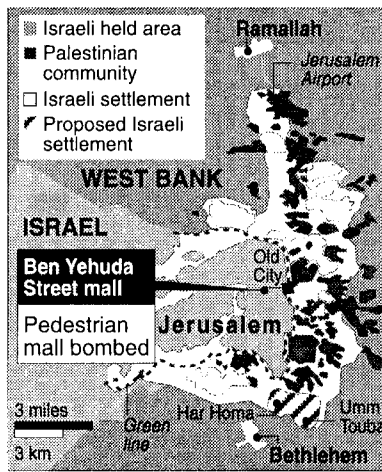 Israeli held area
Palestinian
community
Israeli settlement
Proposed Israeli
settlement
Ramallah
Jerusalem
Airport
WEST BANK
ISRAEL
Old
City
Ben Yehuda
Street mall
Pedestrian
mall bombed
Jerusalem
3 miles
3 km
Green
line
Har Homa
Umm
Touba
Bethlehem